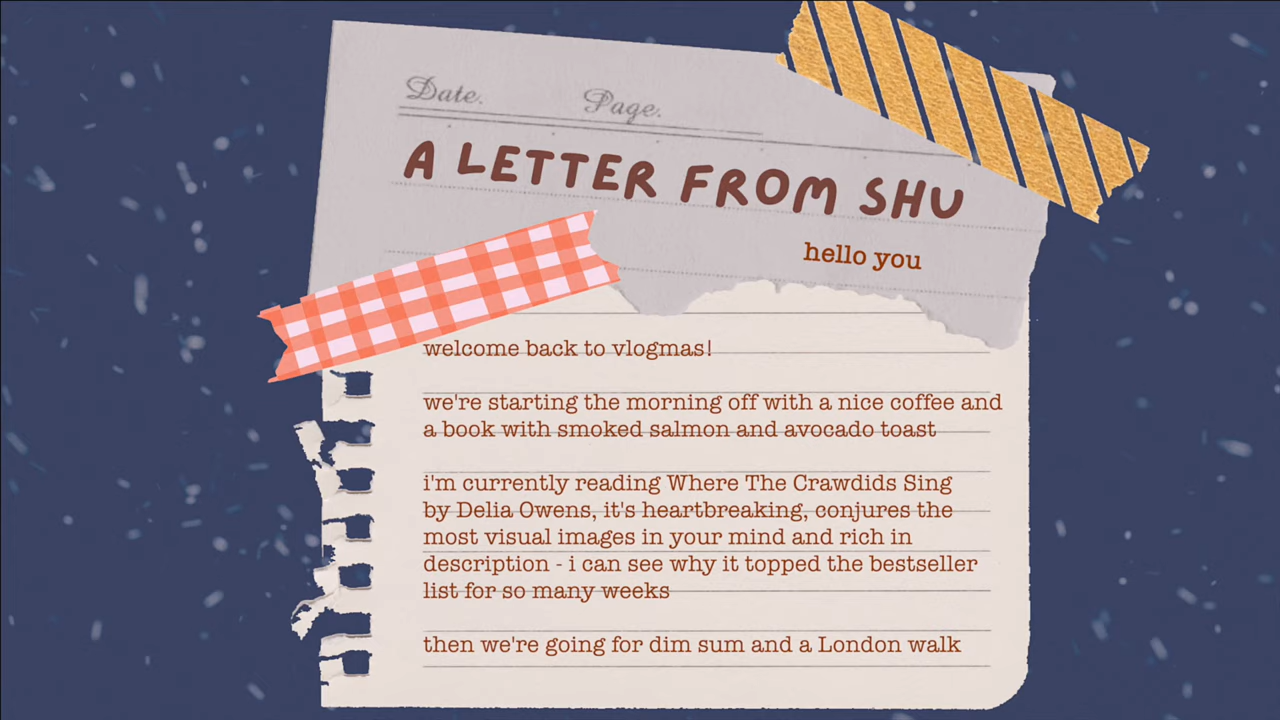 Date. Page.
A LETTER FROM SHU
hello you
welcome back to vlogmas!
we're starting the morning off with a nice coffee and
a book with smoked salmon and avocado toast
i'm currently reading Where The Crawdids Sing
by Delia Owens, it's heartbreaking, conjures the
most visual images in your mind and rich in
description - i can see why it topped the bestseller
list for so many weeks
then we're going for dim sum and a London walk